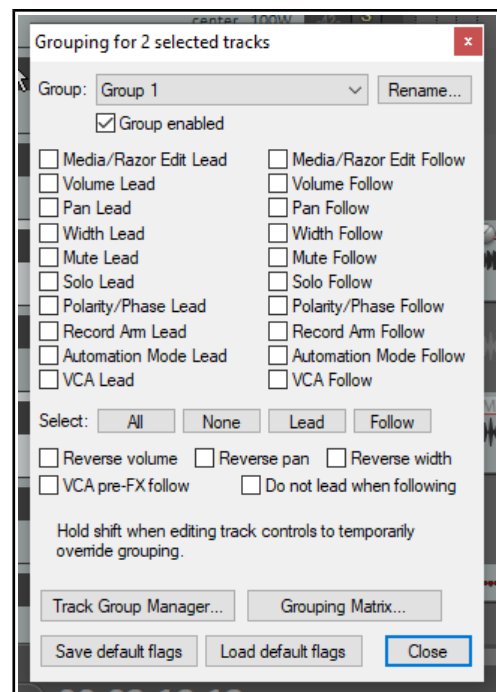 center 100W S
Grouping for 2 selected tracks
Group: Group 1 Rename...
Group enabled
Media/Razor Edit Lead Media/Razor Edit Follow
Volume Lead Volume Follow
Pan Lead Pan Follow
Width Lead Width Follow
Mute Lead Mute Follow
Solo Lead Solo Follow
Polarity/Phase Lead Polarity/Phase Follow
Record Arm Lead Record Arm Follow
Automation Mode Lead Automation Mode Follow
VCA Lead VCA Follow
Select: All None Lead Follow
Reverse volume Reverse pan Reverse width
VCA pre-FX follow Do not lead when following
Hold shift when editing track controls to temporarily
override grouping.
Track Group Manager... Grouping Matrix...
Save default flags Load default flags Close